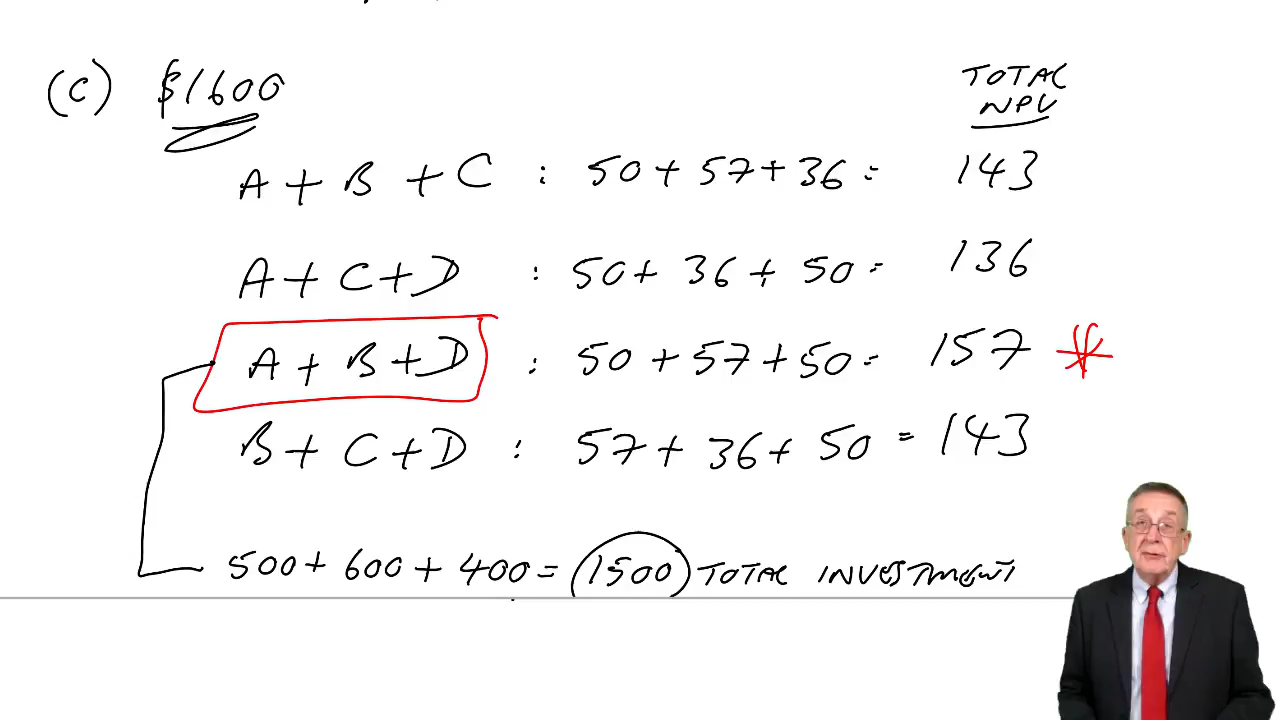 (C) $1600
TOTAL
NPV
A + B + C : 50 + 57 + 36 = 143
A + C + D : 50 + 36 + 50 = 136
A + B + D : 50 + 57 + 50 = 157 *
B + C + D : 57 + 36 + 50 = 143
500 + 600 + 400 = 1500 TOTAL INVESTMENT